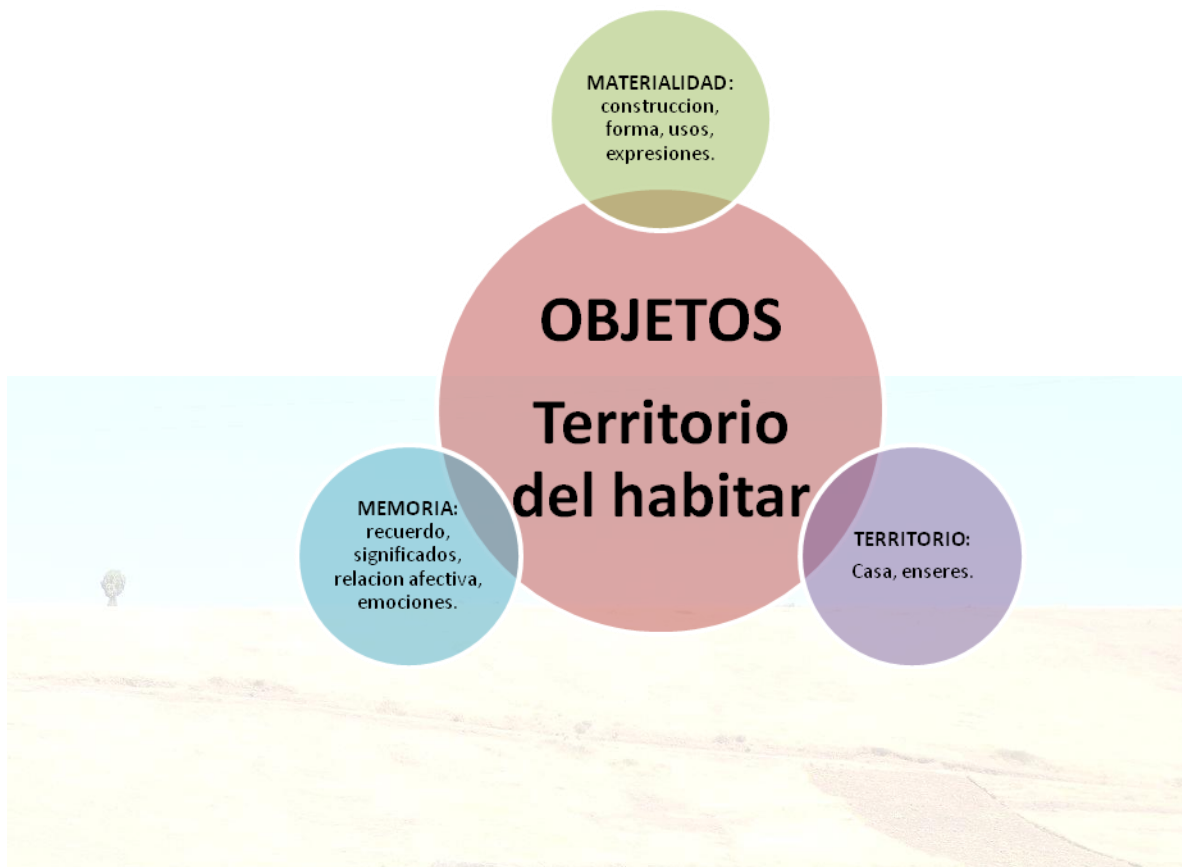 MATERIALIDAD:
construccion,
forma, usos,
expresiones.
OBJETOS
Territorio
del habitar
MEMORIA:
recuerdo,
significados,
relacion afectiva,
emociones.
TERRITORIO:
Casa, enseres.